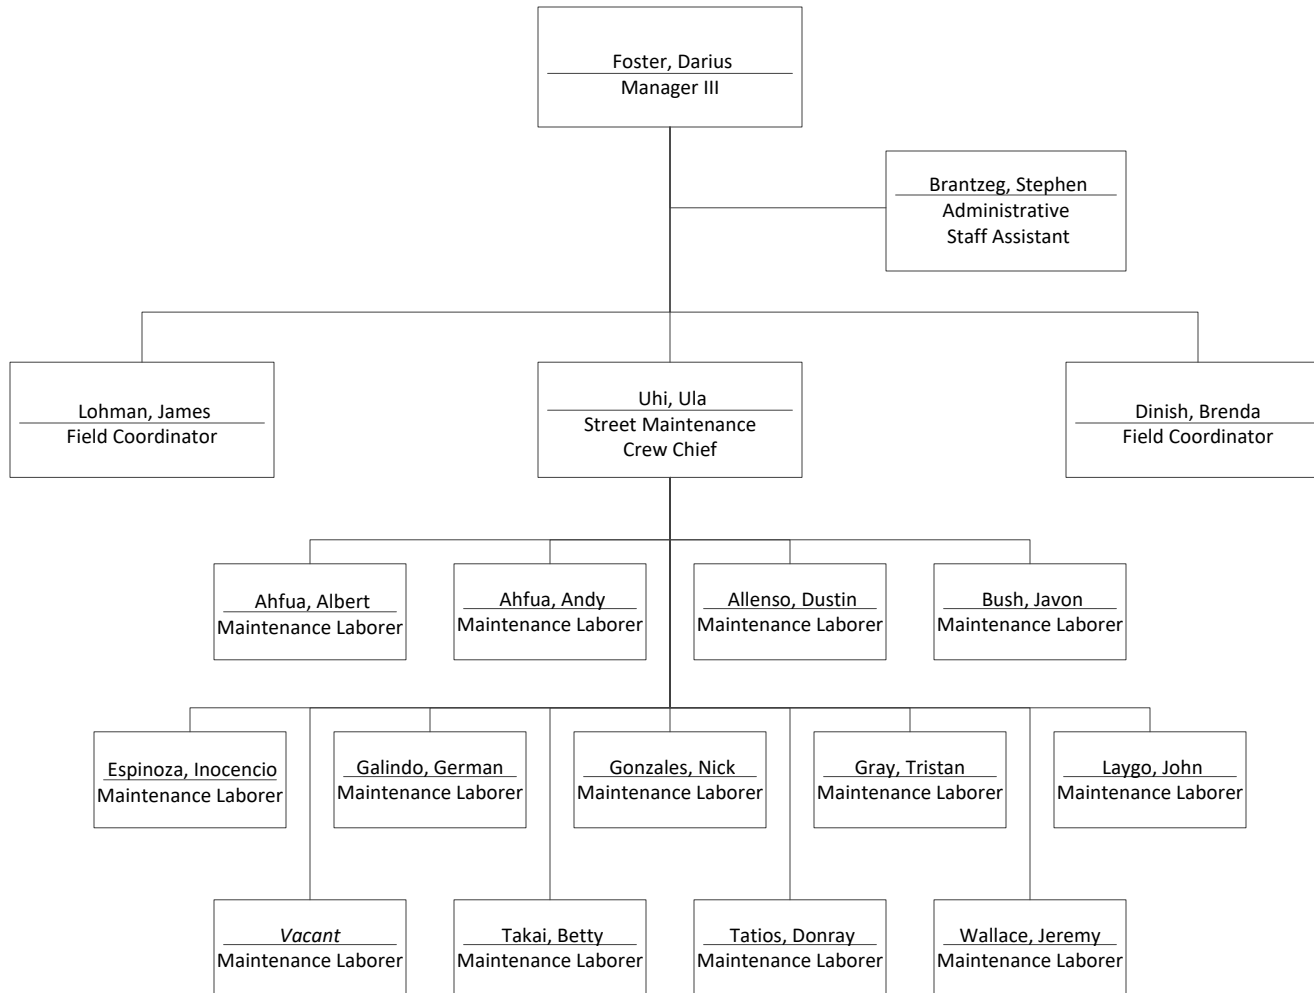 Foster, Darius
Manager III
Brantzeg, Stephen
Administrative
Staff Assistant
Lohman, James
Field Coordinator
Uhi, Ula
Street Maintenance
Crew Chief
Dinish, Brenda
Field Coordinator
Ahfua, Albert
Maintenance Laborer
Ahfua, Andy
Maintenance Laborer
Allenso, Dustin
Maintenance Laborer
Bush, Javon
Maintenance Laborer
Espinoza, Inocencio
Maintenance Laborer
Galindo, German
Maintenance Laborer
Gonzales, Nick
Maintenance Laborer
Gray, Tristan
Maintenance Laborer
Laygo, John
Maintenance Laborer
Vacant
Maintenance Laborer
Takai, Betty
Maintenance Laborer
Tatios, Donray
Maintenance Laborer
Wallace, Jeremy
Maintenance Laborer